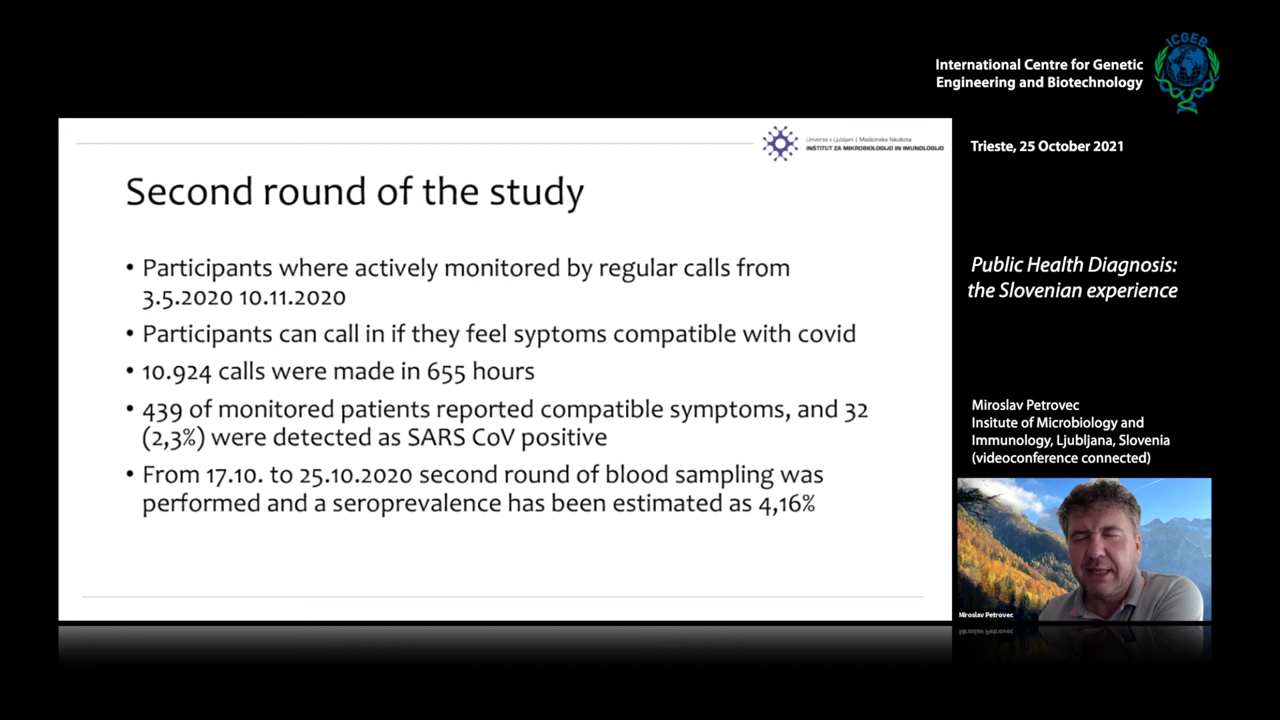 International Centre for Genetic
Engineering and Biotechnology
ICGEB
Trieste, 25 October 2021
Univerza v Ljubljani | Medicinska fakulteta
INŠTITUT ZA MIKROBIOLOGIJO IN IMUNOLOGIJO
Second round of the study
• Participants where actively monitored by regular calls from
3.5.2020 10.11.2020
• Participants can call in if they feel syptoms compatible with covid
• 10.924 calls were made in 655 hours
• 439 of monitored patients reported compatible symptoms, and 32
(2,3%) were detected as SARS CoV positive
• From 17.10. to 25.10.2020 second round of blood sampling was
performed and a seroprevalence has been estimated as 4,16%
Public Health Diagnosis:
the Slovenian experience
Miroslav Petrovec
Insitute of Microbiology and
Immunology, Ljubljana, Slovenia
(videoconference connected)
Miroslav Petrovec